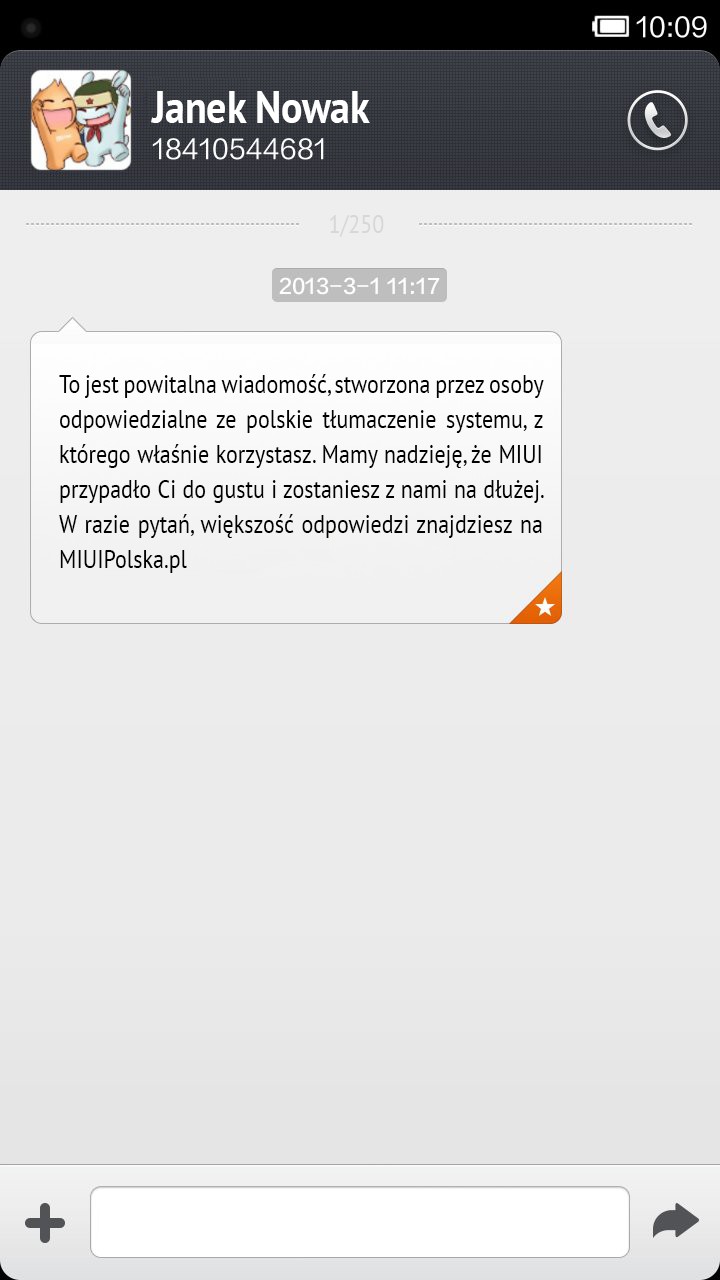 10:09
Janek Nowak
18410544681
1/250
2013-3-1 11:17
To jest powitalna wiadomość, stworzona przez osoby
odpowiedzialne ze polskie tłumaczenie systemu, z
którego właśnie korzystasz. Mamy nadzieję, że MIUI
przypadło Ci do gustu i zostaniesz z nami na dłużej.
W razie pytań, większość odpowiedzi znajdziesz na
MIUIPolska.pl